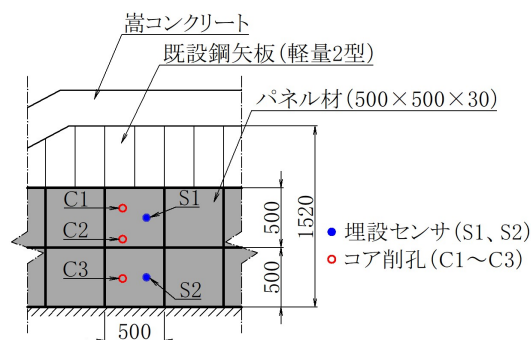 嵩コンクリート
既設鋼矢板(軽量2型)
パネル材(500×500×30)
C1
S1
C2
C3
S2
500
500
1520
500
埋設センサ(S1、S2)
コア削孔(C1～C3)